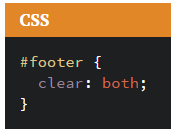 CSS
#footer {
  clear: both;
}